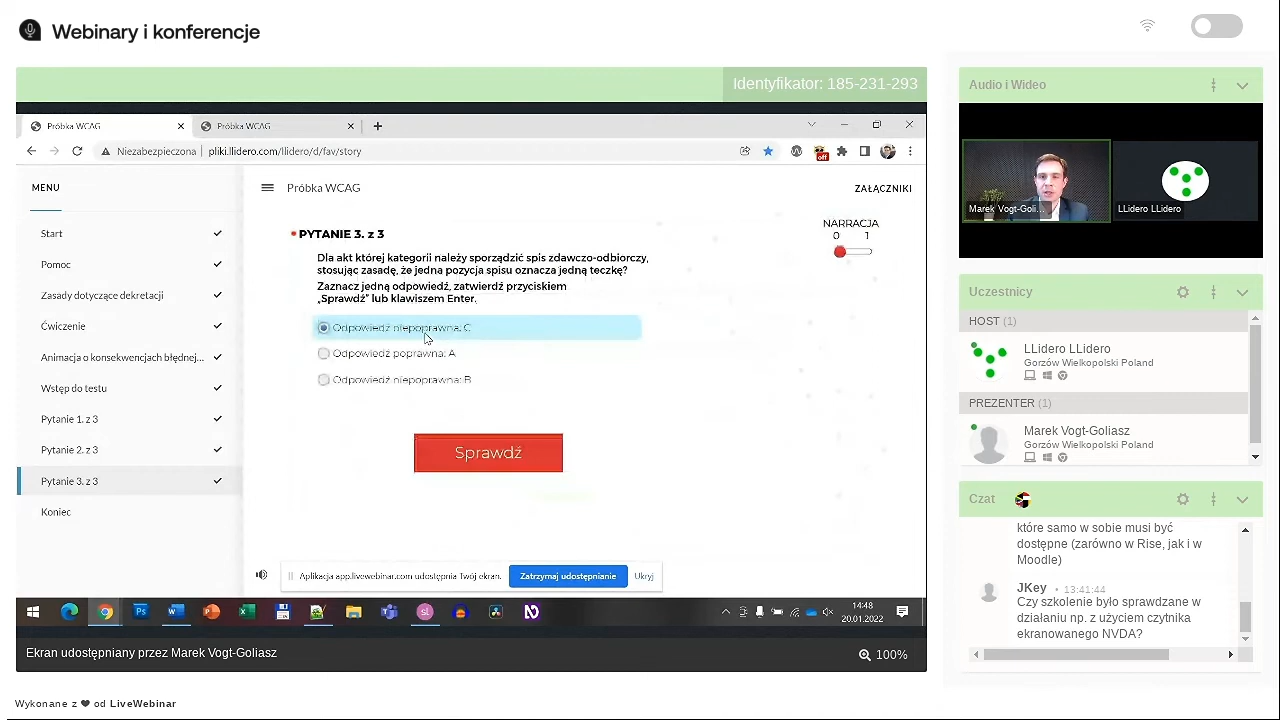 Webinary i konferencje
Identyfikator: 185-231-293
Próbka WCAG
Próbka WCAG
Niezabezpieczona
pliki.llidero.com/llidero/d/fav/story
off
MENU
Start
Pomoc
Zasady dotyczące dekretacji
Ćwiczenie
Animacja o konsekwencjach błędnej...
Wstęp do testu
Pytanie 1. z 3
Pytanie 2. z 3
Pytanie 3. z 3
Koniec
Próbka WCAG
ZAŁĄCZNIKI
NARRACJA
0 1
PYTANIE 3. z 3
Dla akt której kategorii należy sporządzić spis zdawczo-odbiorczy,
stosując zasadę, że jedna pozycja spisu oznacza jedną teczkę?
Zaznacz jedną odpowiedź, zatwierdź przyciskiem
„Sprawdź” lub klawiszem Enter.
Odpowiedź niepoprawna: C
Odpowiedź poprawna: A
Odpowiedź niepoprawna: B
Sprawdź
Aplikacja app.livewebinar.com udostępnia Twój ekran.
Zatrzymaj udostępnianie
Ukryj
14:48
20.01.2022
Ekran udostępniany przez Marek Vogt-Goliasz
100%
Wykonane z ❤ od LiveWebinar
Audio i Wideo
Marek Vogt-Goli...
LLidero LLidero
Uczestnicy
HOST (1)
LLidero LLidero
Gorzów Wielkopolski Poland
PREZENTER (1)
Marek Vogt-Goliasz
Gorzów Wielkopolski Poland
Czat
które samo w sobie musi być
dostępne (zarówno w Rise, jak i w
Moodle)
JKey • 13:41:44
Czy szkolenie było sprawdzane w
działaniu np. z użyciem czytnika
ekranowanego NVDA?